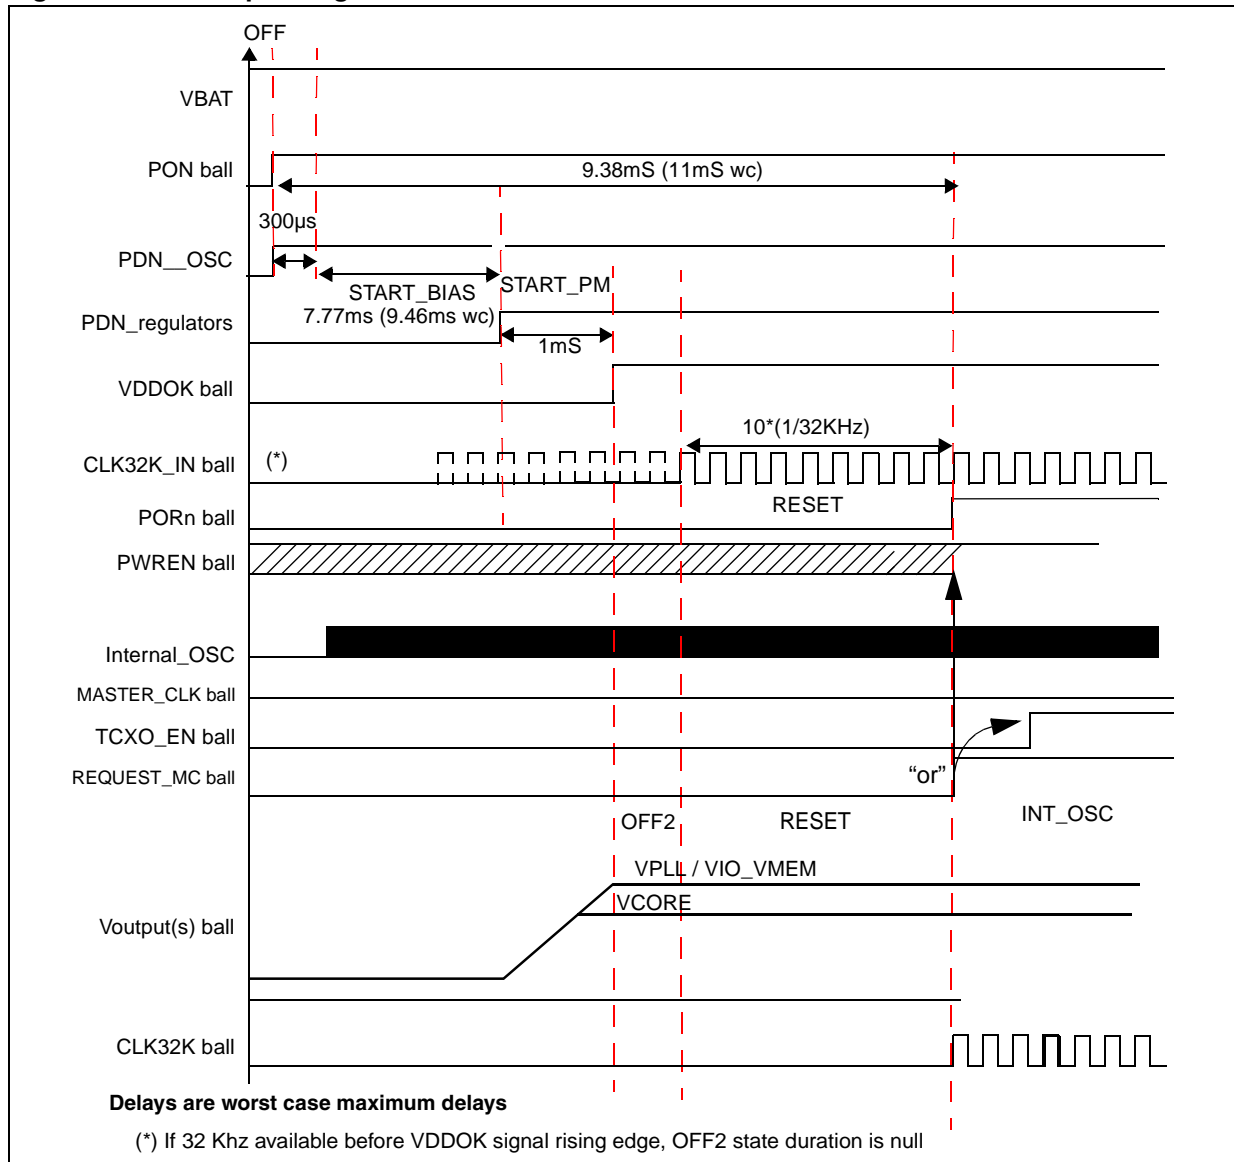 OFF
VBAT
PON ball
9.38mS (11mS wc)
300µs
PDN__OSC
START_BIAS
START_PM
7.77ms (9.46ms wc)
PDN_regulators
1mS
VDDOK ball
10*(1/32KHz)
CLK32K_IN ball
(*)
RESET
PORn ball
PWREN ball
Internal_OSC
MASTER_CLK ball
TCXO_EN ball
REQUEST_MC ball
“or”
OFF2
RESET
INT_OSC
VPLL / VIO_VMEM
VCORE
Voutput(s) ball
CLK32K ball
Delays are worst case maximum delays
(*) If 32 Khz available before VDDOK signal rising edge, OFF2 state duration is null